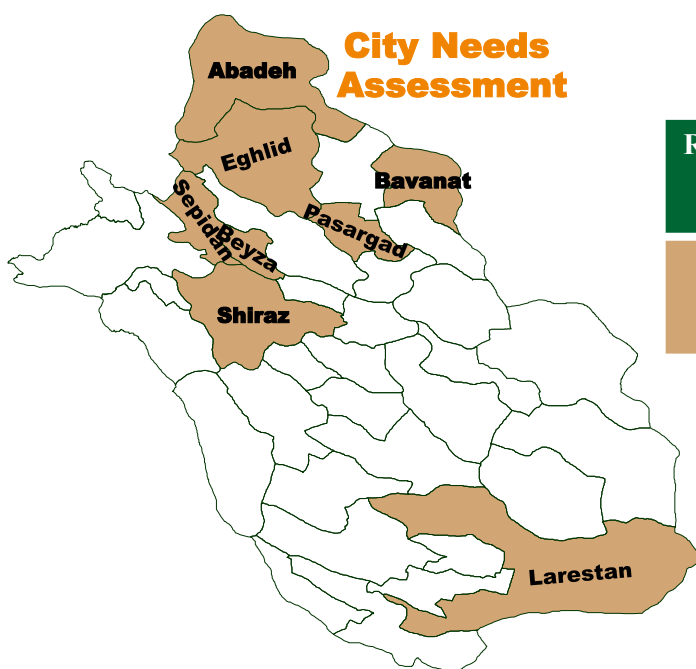 City Needs
Assessment
Abadeh
R
Eghlid
Bavanat
Sepidan
Pasargad
Beyza
Shiraz
Larestan